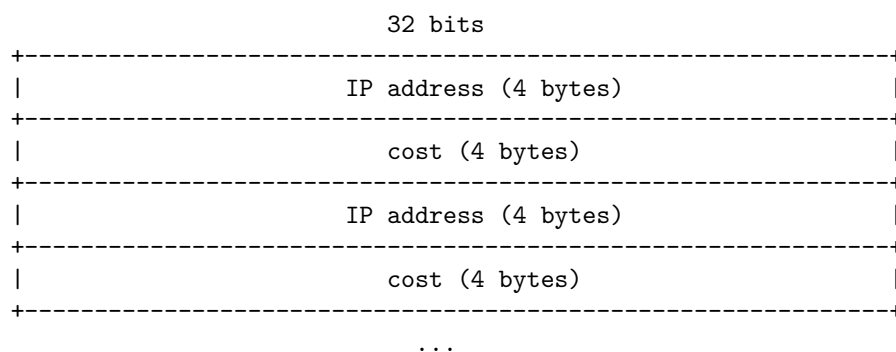 32 bits
IP address (4 bytes)
cost (4 bytes)
IP address (4 bytes)
cost (4 bytes)
...